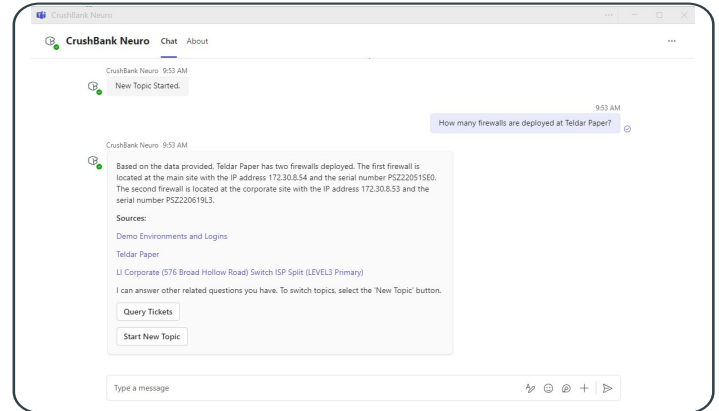 CrushBank Neuro
CrushBank Neuro Chat About
CrushBank Neuro 9:53 AM
New Topic Started.
9:53 AM
How many firewalls are deployed at Teldar Paper?
CrushBank Neuro 9:53 AM
Based on the data provided, Teldar Paper has two firewalls deployed. The first firewall is
located at the main site with the IP address 172.30.8.54 and the serial number PSZ22051SE0.
The second firewall is located at the corporate site with the IP address 172.30.8.53 and the
serial number PSZ220619L3.
Sources:
Demo Environments and Logins
Teldar Paper
LI Corporate (576 Broad Hollow Road) Switch ISP Split (LEVEL3 Primary)
I can answer other related questions you have. To switch topics, select the 'New Topic' button.
Query Tickets
Start New Topic
Type a message